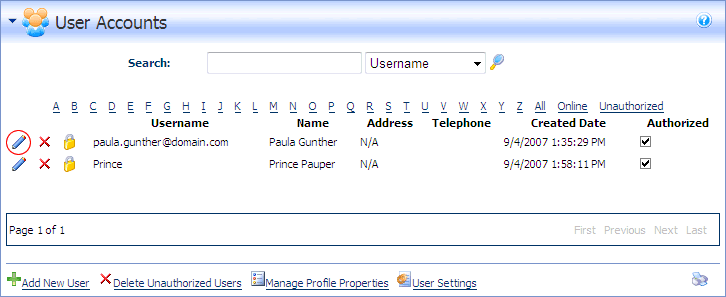 User Accounts
Search: Username
A B C D E F G H I J K L M N O P Q R S T U V W X Y Z All Online Unauthorized
Username Name Address Telephone Created Date Authorized
paula.gunther@domain.com Paula Gunther N/A 9/4/2007 1:35:29 PM
Prince Prince Pauper N/A 9/4/2007 1:58:11 PM
Page 1 of 1 First Previous Next Last
Add New User Delete Unauthorized Users Manage Profile Properties User Settings